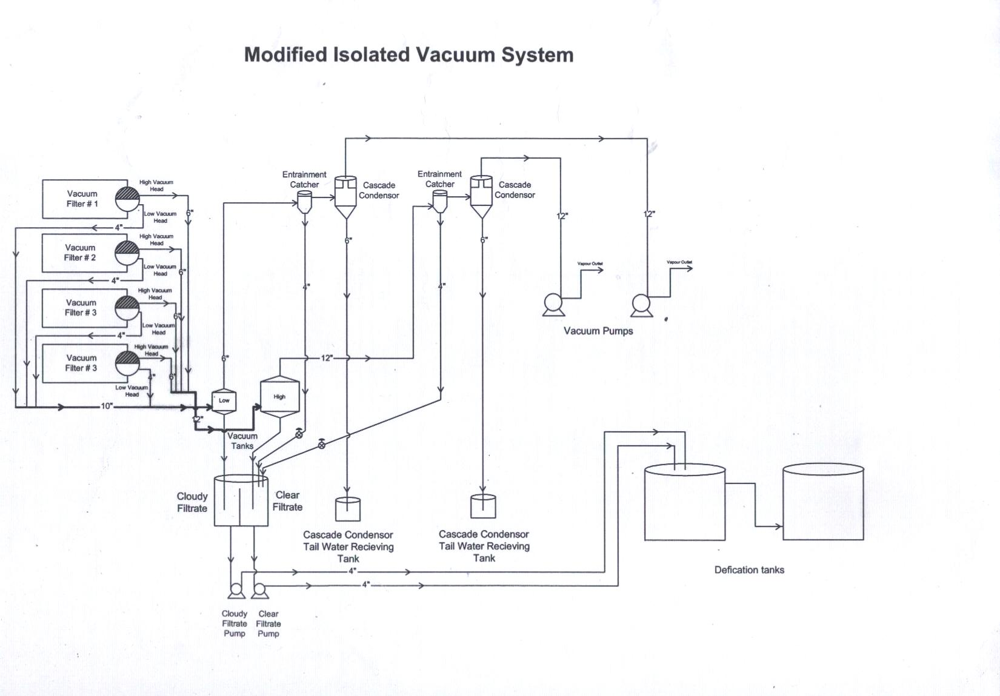 Modified Isolated Vacuum System
Entrainment
Catcher
Cascade
Condensor
Entrainment
Catcher
Cascade
Condensor
Vacuum
Filter # 1
High Vacuum
Head
Low Vacuum
Head
6"
4"
Vacuum
Filter # 2
High Vacuum
Head
Low Vacuum
Head
6"
4"
Vacuum
Filter # 3
High Vacuum
Head
Low Vacuum
Head
6"
4"
Vacuum
Filter # 3
High Vacuum
Head
Low Vacuum
Head
6"
4"
10"
12"
6"
12"
4"
6"
4"
6"
12"
12"
Vapour Outlet
Vapour Outlet
Vacuum Pumps
Low
High
Vacuum
Tanks
Cloudy
Filtrate
Clear
Filtrate
Cascade Condensor
Tail Water Recieving
Tank
Cascade Condensor
Tail Water Recieving
Tank
4"
4"
Defication tanks
Cloudy
Filtrate
Pump
Clear
Filtrate
Pump